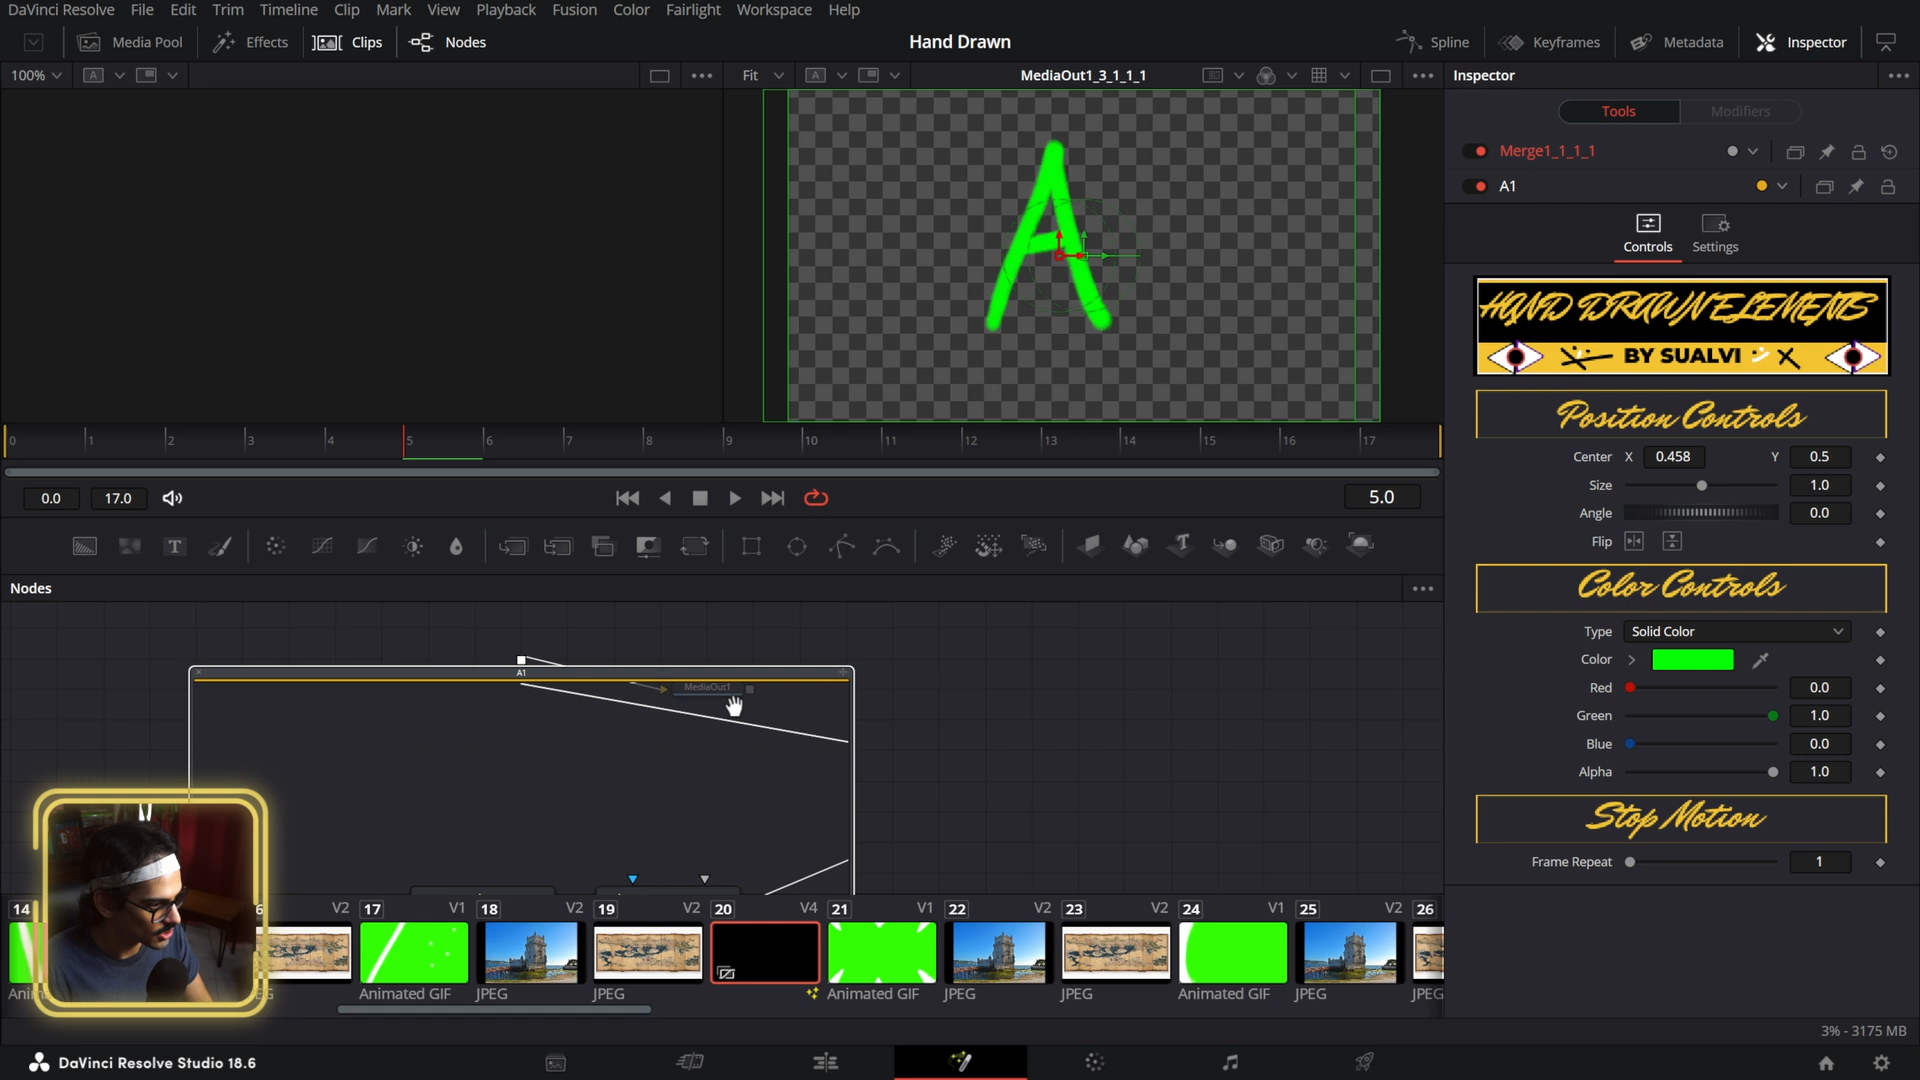 DaVinci Resolve File Edit Trim Timeline Clip Mark View Playback Fusion Color Fairlight Workspace Help
Media Pool Effects Clips Nodes Hand Drawn Spline Keyframes Metadata Inspector
100% A Fit A MediaOut1_3_1_1_1 Inspector
Tools Modifiers
Merge1_1_1_1
A1
Controls Settings
A
HAND DRAWN ELEMENTS
BY SUALVI
Position Controls
Center X 0.458 Y 0.5
Size 1.0
Angle 0.0
Flip
Color Controls
Type Solid Color
Color
Red 0.0
Green 1.0
Blue 0.0
Alpha 1.0
Stop Motion
Frame Repeat 1
0 1 2 3 4 5 6 7 8 9 10 11 12 13 14 15 16 17
0.0 17.0 5.0
T T
Nodes
A1
MediaOut1
14 6 V2 17 V1 18 V2 19 V2 20 V4 21 V1 22 V2 23 V2 24 V1 25 V2 26
Anim EG Animated GIF JPEG JPEG Animated GIF JPEG JPEG Animated GIF JPEG JPEG
3% - 3175 MB
DaVinci Resolve Studio 18.6